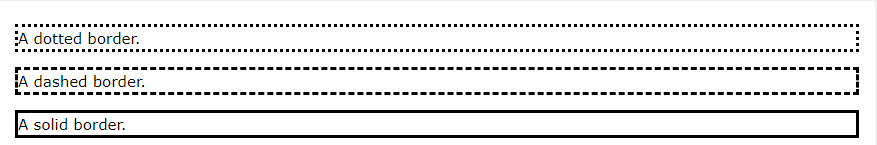 A dotted border.
A dashed border.
A solid border.